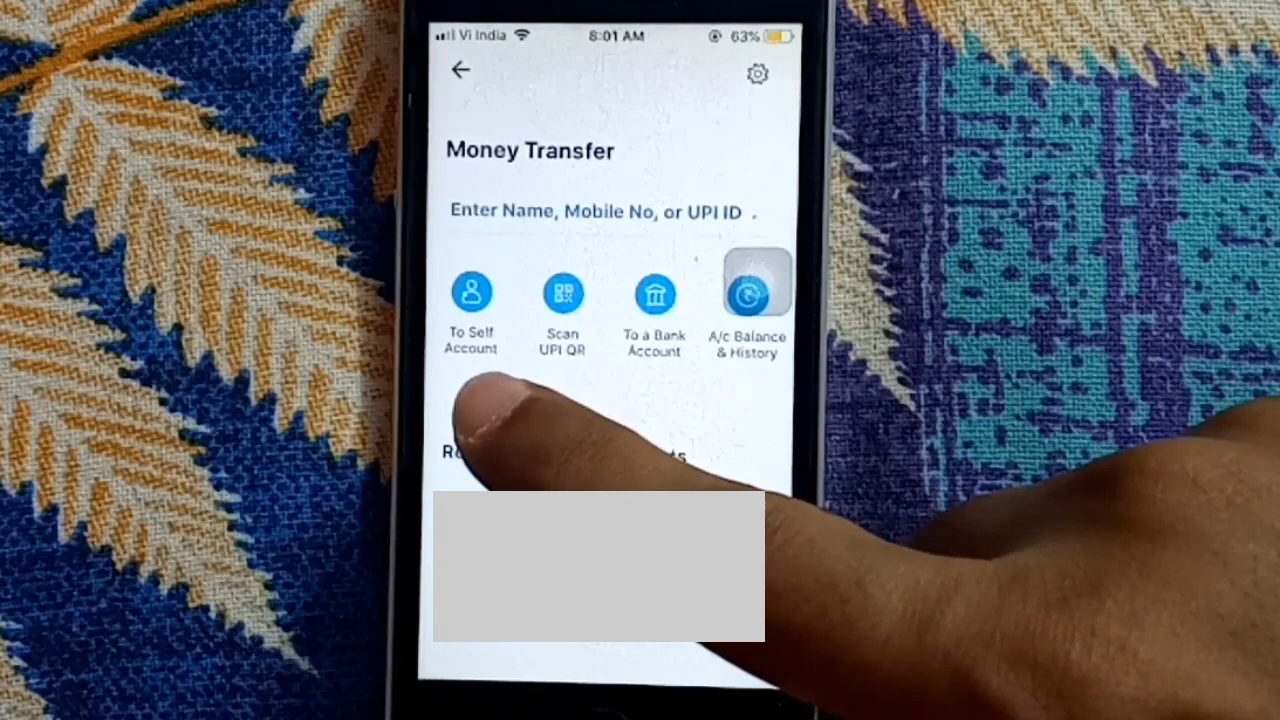 Vi India 8:01 AM 63%
Money Transfer
Enter Name, Mobile No, or UPI ID
To Self
Account
Scan
UPI QR
To a Bank
Account
A/c Balance
& History